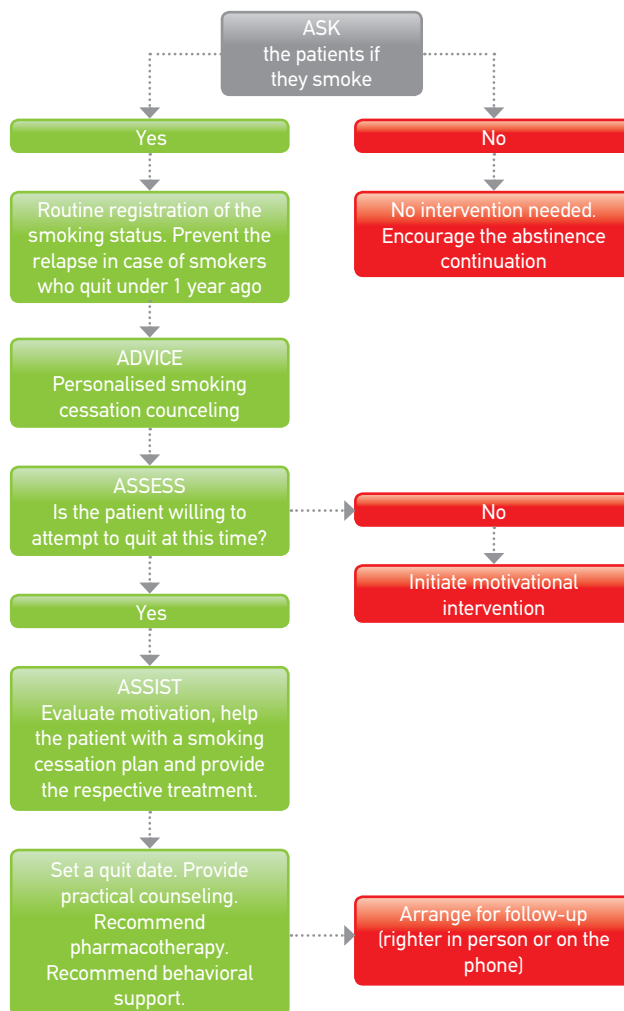 ASK
the patients if
they smoke
Yes
No
Routine registration of the
smoking status. Prevent the
relapse in case of smokers
who quit under 1 year ago
No intervention needed.
Encourage the abstinence
continuation
ADVICE
Personalised smoking
cessation counceling
ASSESS
Is the patient willing to
attempt to quit at this time?
No
Initiate motivational
intervention
Yes
ASSIST
Evaluate motivation, help
the patient with a smoking
cessation plan and provide
the respective treatment.
Set a quit date. Provide
practical counseling.
Recommend
pharmacotherapy.
Recommend behavioral
support.
Arrange for follow-up
(righter in person or on the
phone)